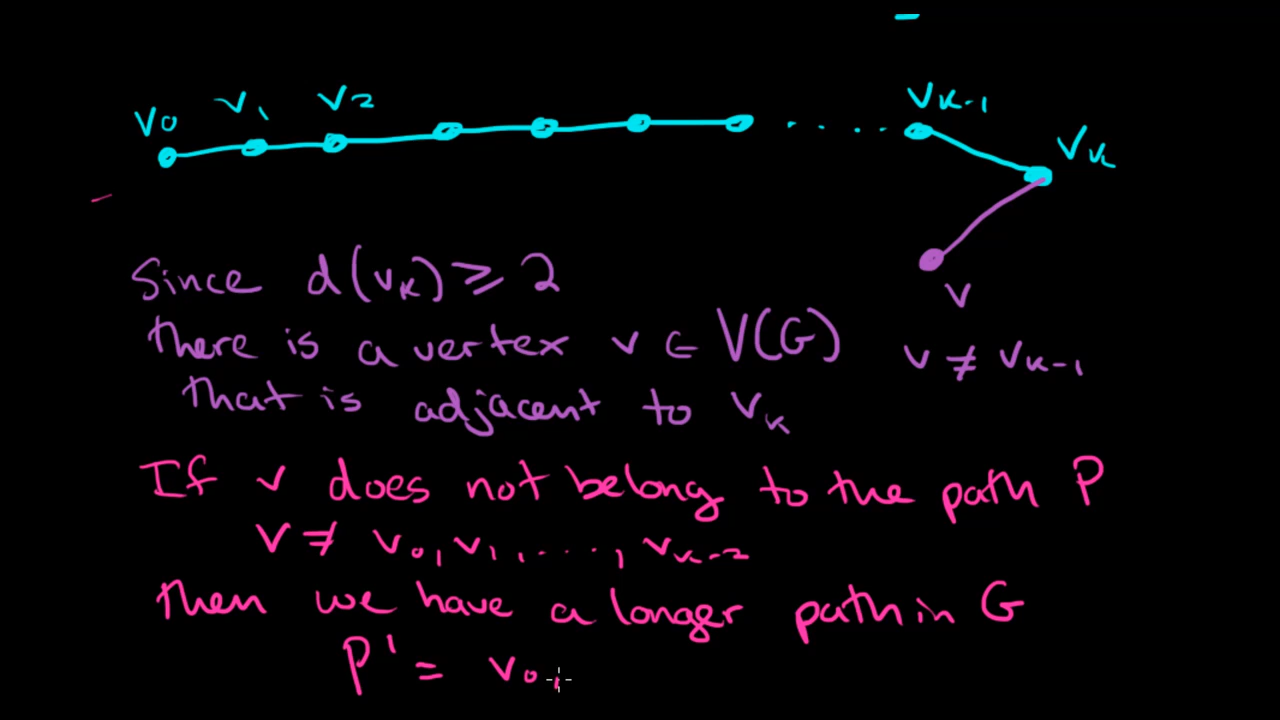 v0 v1 v2 vk-1 vk
v
Since d(vk) ≥ 2
there is a vertex v ∈ V(G) v ≠ vk-1
that is adjacent to vk
If v does not belong to the path P
v ≠ v0, v1, ...., vk-2
then we have a longer path in G
P' = v0,